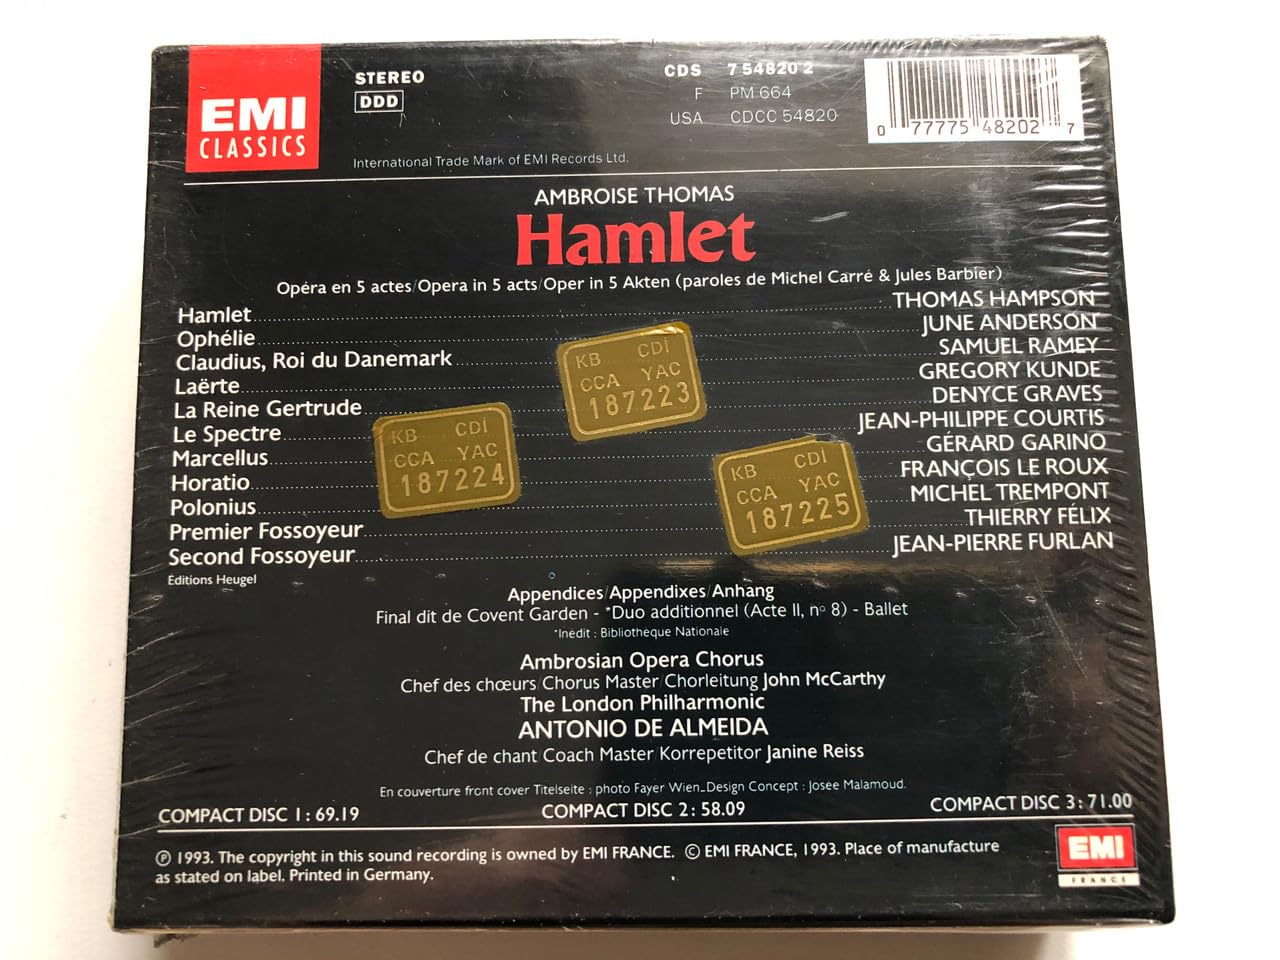 EMI
CLASSICS
STEREO
DDD
International Trade Mark of EMI Records Ltd.
CDS 7 54820 2
F PM 664
USA CDCC 54820
0 77775 48202 7
AMBROISE THOMAS
Hamlet
Opéra en 5 actes/Opera in 5 acts/Oper in 5 Akten (paroles de Michel Carré & Jules Barbier)
Hamlet THOMAS HAMPSON
Ophélie JUNE ANDERSON
Claudius, Roi du Danemark SAMUEL RAMEY
Laërte GREGORY KUNDE
La Reine Gertrude DENYCE GRAVES
Le Spectre JEAN-PHILIPPE COURTIS
Marcellus GÉRARD GARINO
Horatio FRANÇOIS LE ROUX
Polonius MICHEL TREMPONT
Premier Fossoyeur THIERRY FÉLIX
Second Fossoyeur JEAN-PIERRE FURLAN
Éditions Heugel
KB CDI
CCA YAC
187223
KB CDI
CCA YAC
187224
KB CDI
CCA YAC
187225
Appendices/Appendixes/Anhang
Final dit de Covent Garden - *Duo additionnel (Acte II, nº 8) - Ballet
*Inédit : Bibliothèque Nationale
Ambrosian Opera Chorus
Chef des chœurs/Chorus Master/Chorleitung John McCarthy
The London Philharmonic
ANTONIO DE ALMEIDA
Chef de chant/Coach Master/Korrepetitor Janine Reiss
En couverture front cover Titelseite : photo Fayer Wien_Design Concept : Josée Malamoud.
COMPACT DISC 1 : 69.19 COMPACT DISC 2 : 58.09 COMPACT DISC 3 : 71.00
℗ 1993. The copyright in this sound recording is owned by EMI FRANCE. © EMI FRANCE, 1993. Place of manufacture
as stated on label. Printed in Germany.
EMI
FRANCE